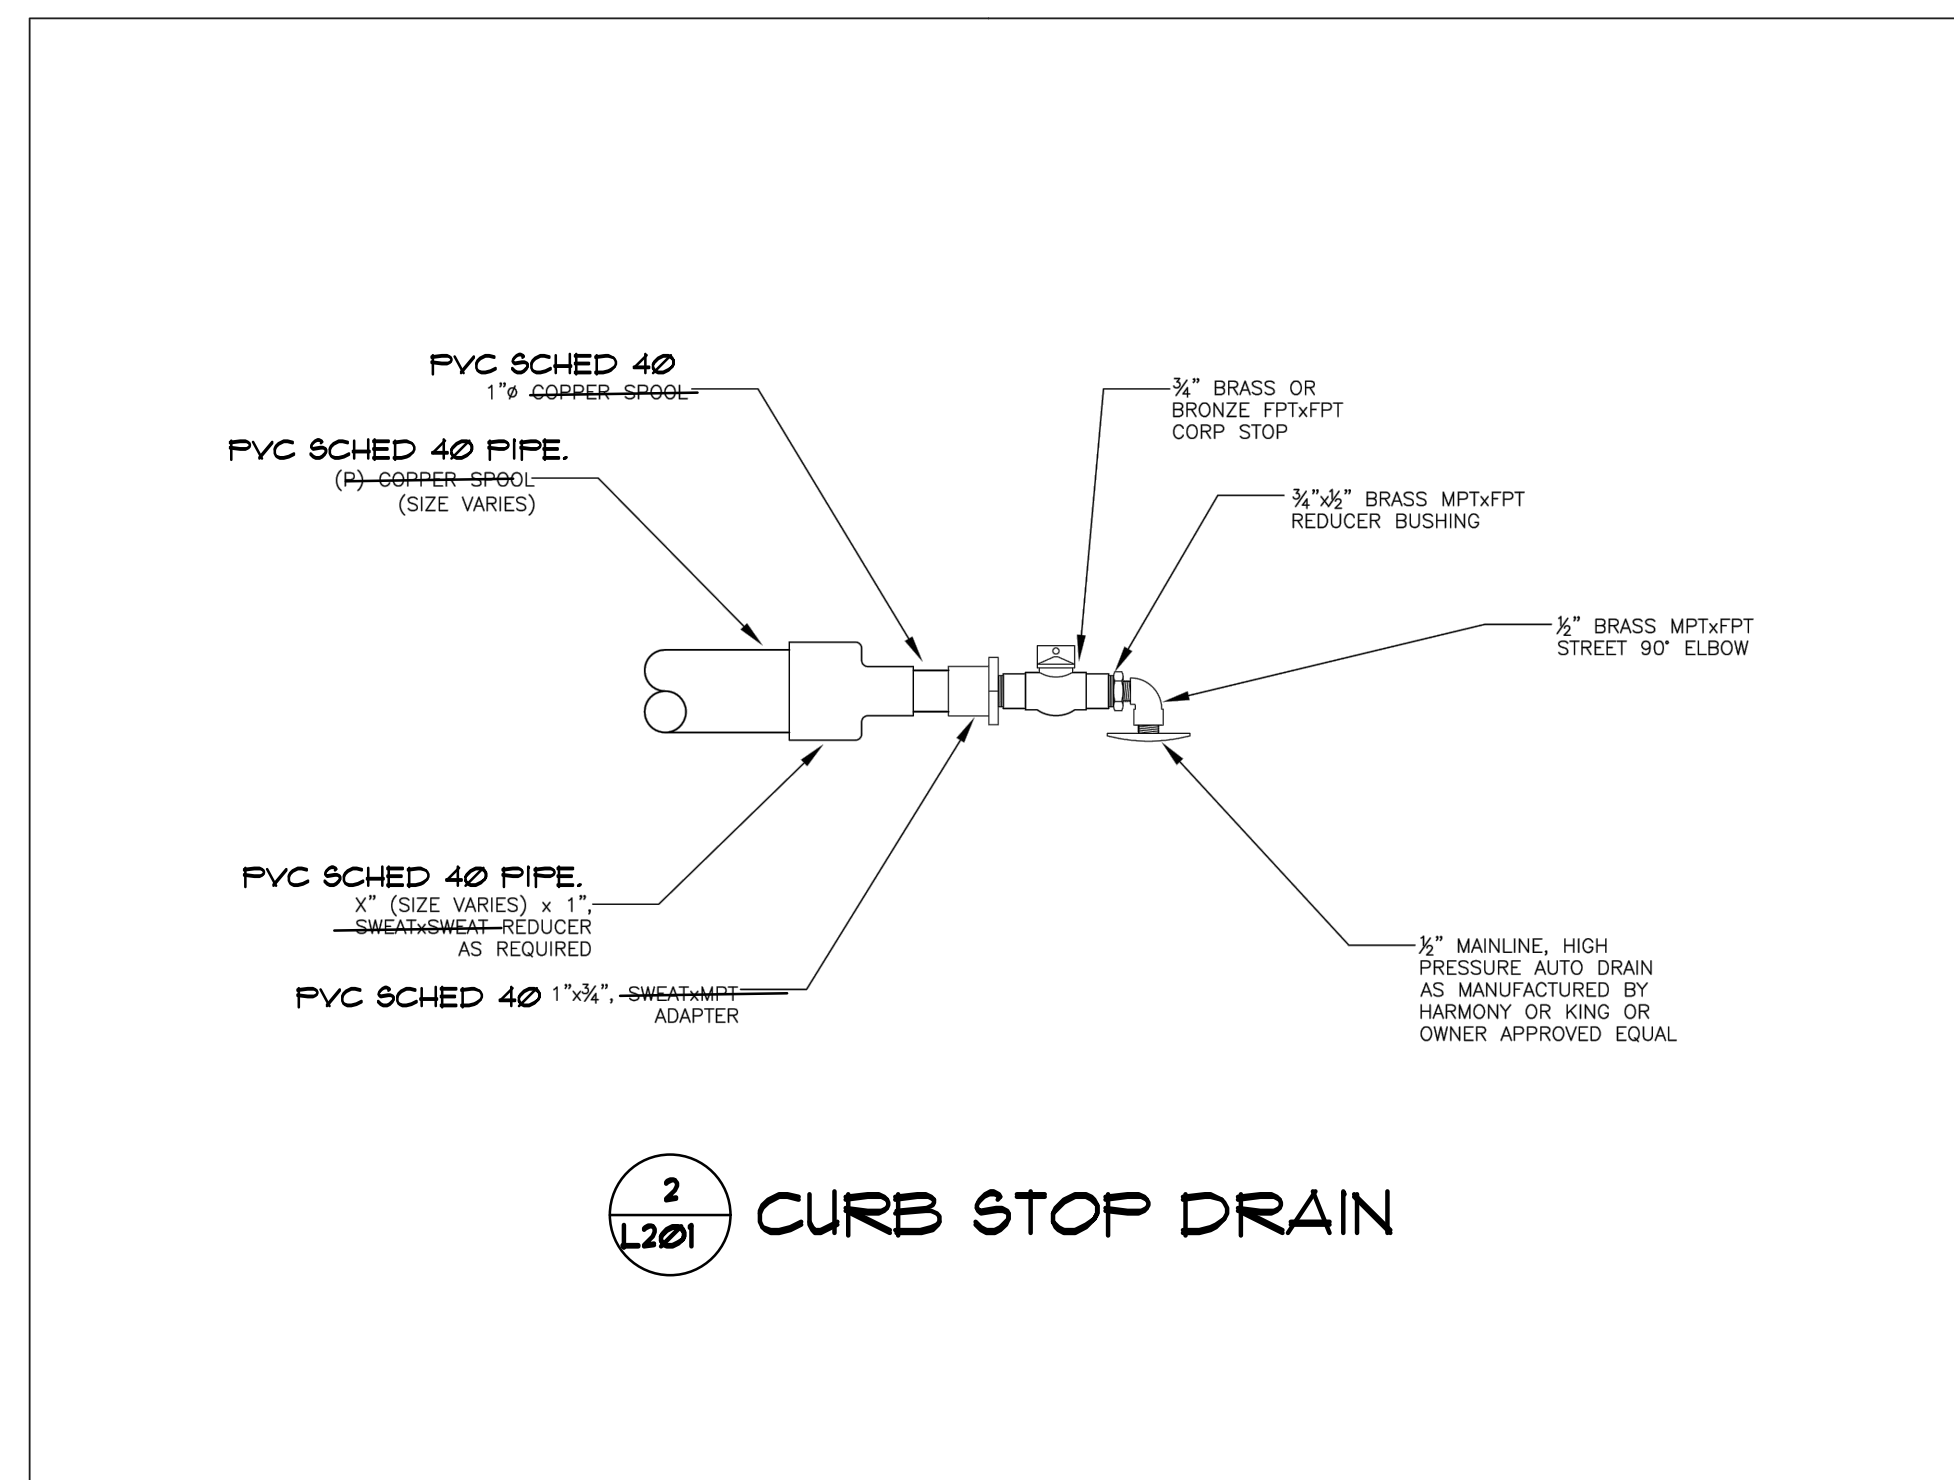 PVC SCHED 40
1"ø COPPER SPOOL
PVC SCHED 40 PIPE.
(P) COPPER SPOOL
(SIZE VARIES)
¾" BRASS OR
BRONZE FPTxFPT
CORP STOP
¾"x½" BRASS MPTxFPT
REDUCER BUSHING
½" BRASS MPTxFPT
STREET 90° ELBOW
PVC SCHED 40 PIPE.
X" (SIZE VARIES) x 1",
SWEATxSWEAT REDUCER
AS REQUIRED
PVC SCHED 40 1"x¾", SWEATxMPT
ADAPTER
½" MAINLINE, HIGH
PRESSURE AUTO DRAIN
AS MANUFACTURED BY
HARMONY OR KING OR
OWNER APPROVED EQUAL
2
L201
CURB STOP DRAIN